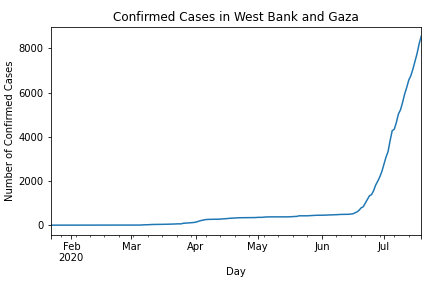 Confirmed Cases in West Bank and Gaza
Number of Confirmed Cases
8000
6000
4000
2000
0
Feb Mar Apr May Jun Jul
2020
Day